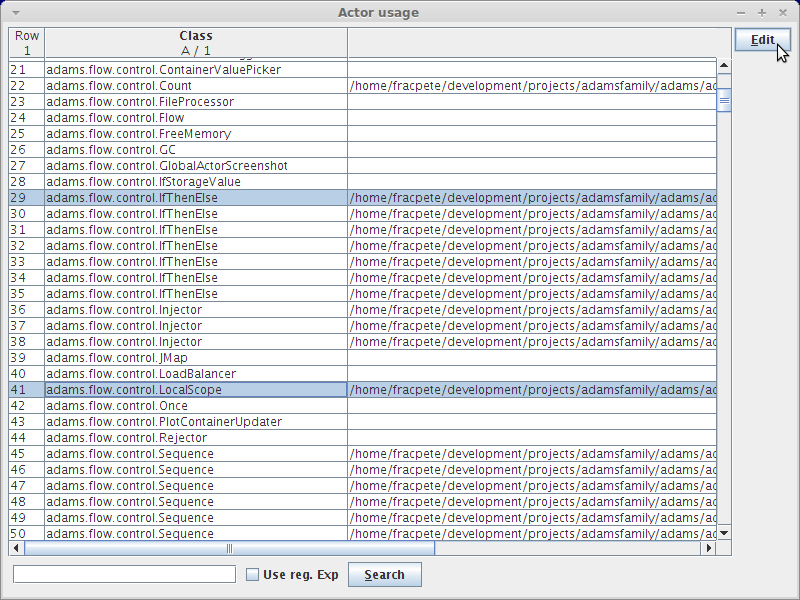 Actor usage
Row Class
1 A / 1
Edit
21 adams.flow.control.ContainerValuePicker
22 adams.flow.control.Count /home/fracpete/development/projects/adamsfamily/adams/ad
23 adams.flow.control.FileProcessor
24 adams.flow.control.Flow
25 adams.flow.control.FreeMemory
26 adams.flow.control.GC
27 adams.flow.control.GlobalActorScreenshot
28 adams.flow.control.IfStorageValue
29 adams.flow.control.IfThenElse /home/fracpete/development/projects/adamsfamily/adams/ad
30 adams.flow.control.IfThenElse /home/fracpete/development/projects/adamsfamily/adams/ad
31 adams.flow.control.IfThenElse /home/fracpete/development/projects/adamsfamily/adams/ad
32 adams.flow.control.IfThenElse /home/fracpete/development/projects/adamsfamily/adams/ad
33 adams.flow.control.IfThenElse /home/fracpete/development/projects/adamsfamily/adams/ad
34 adams.flow.control.IfThenElse /home/fracpete/development/projects/adamsfamily/adams/ad
35 adams.flow.control.IfThenElse /home/fracpete/development/projects/adamsfamily/adams/ad
36 adams.flow.control.Injector /home/fracpete/development/projects/adamsfamily/adams/ad
37 adams.flow.control.Injector /home/fracpete/development/projects/adamsfamily/adams/ad
38 adams.flow.control.Injector /home/fracpete/development/projects/adamsfamily/adams/ad
39 adams.flow.control.JMap
40 adams.flow.control.LoadBalancer
41 adams.flow.control.LocalScope /home/fracpete/development/projects/adamsfamily/adams/ad
42 adams.flow.control.Once
43 adams.flow.control.PlotContainerUpdater
44 adams.flow.control.Rejector
45 adams.flow.control.Sequence /home/fracpete/development/projects/adamsfamily/adams/ad
46 adams.flow.control.Sequence /home/fracpete/development/projects/adamsfamily/adams/ad
47 adams.flow.control.Sequence /home/fracpete/development/projects/adamsfamily/adams/ad
48 adams.flow.control.Sequence /home/fracpete/development/projects/adamsfamily/adams/ad
49 adams.flow.control.Sequence /home/fracpete/development/projects/adamsfamily/adams/ad
50 adams.flow.control.Sequence /home/fracpete/development/projects/adamsfamily/adams/ad
Use reg. Exp Search